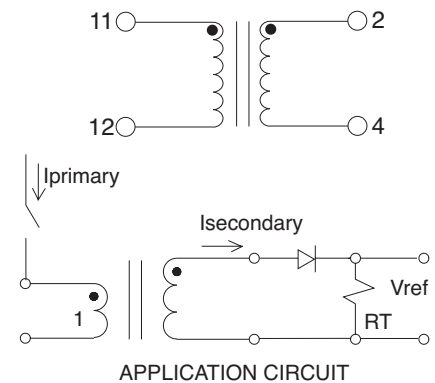 11
2
12
4
Iprimary
Isecondary
Vref
1
RT
APPLICATION CIRCUIT